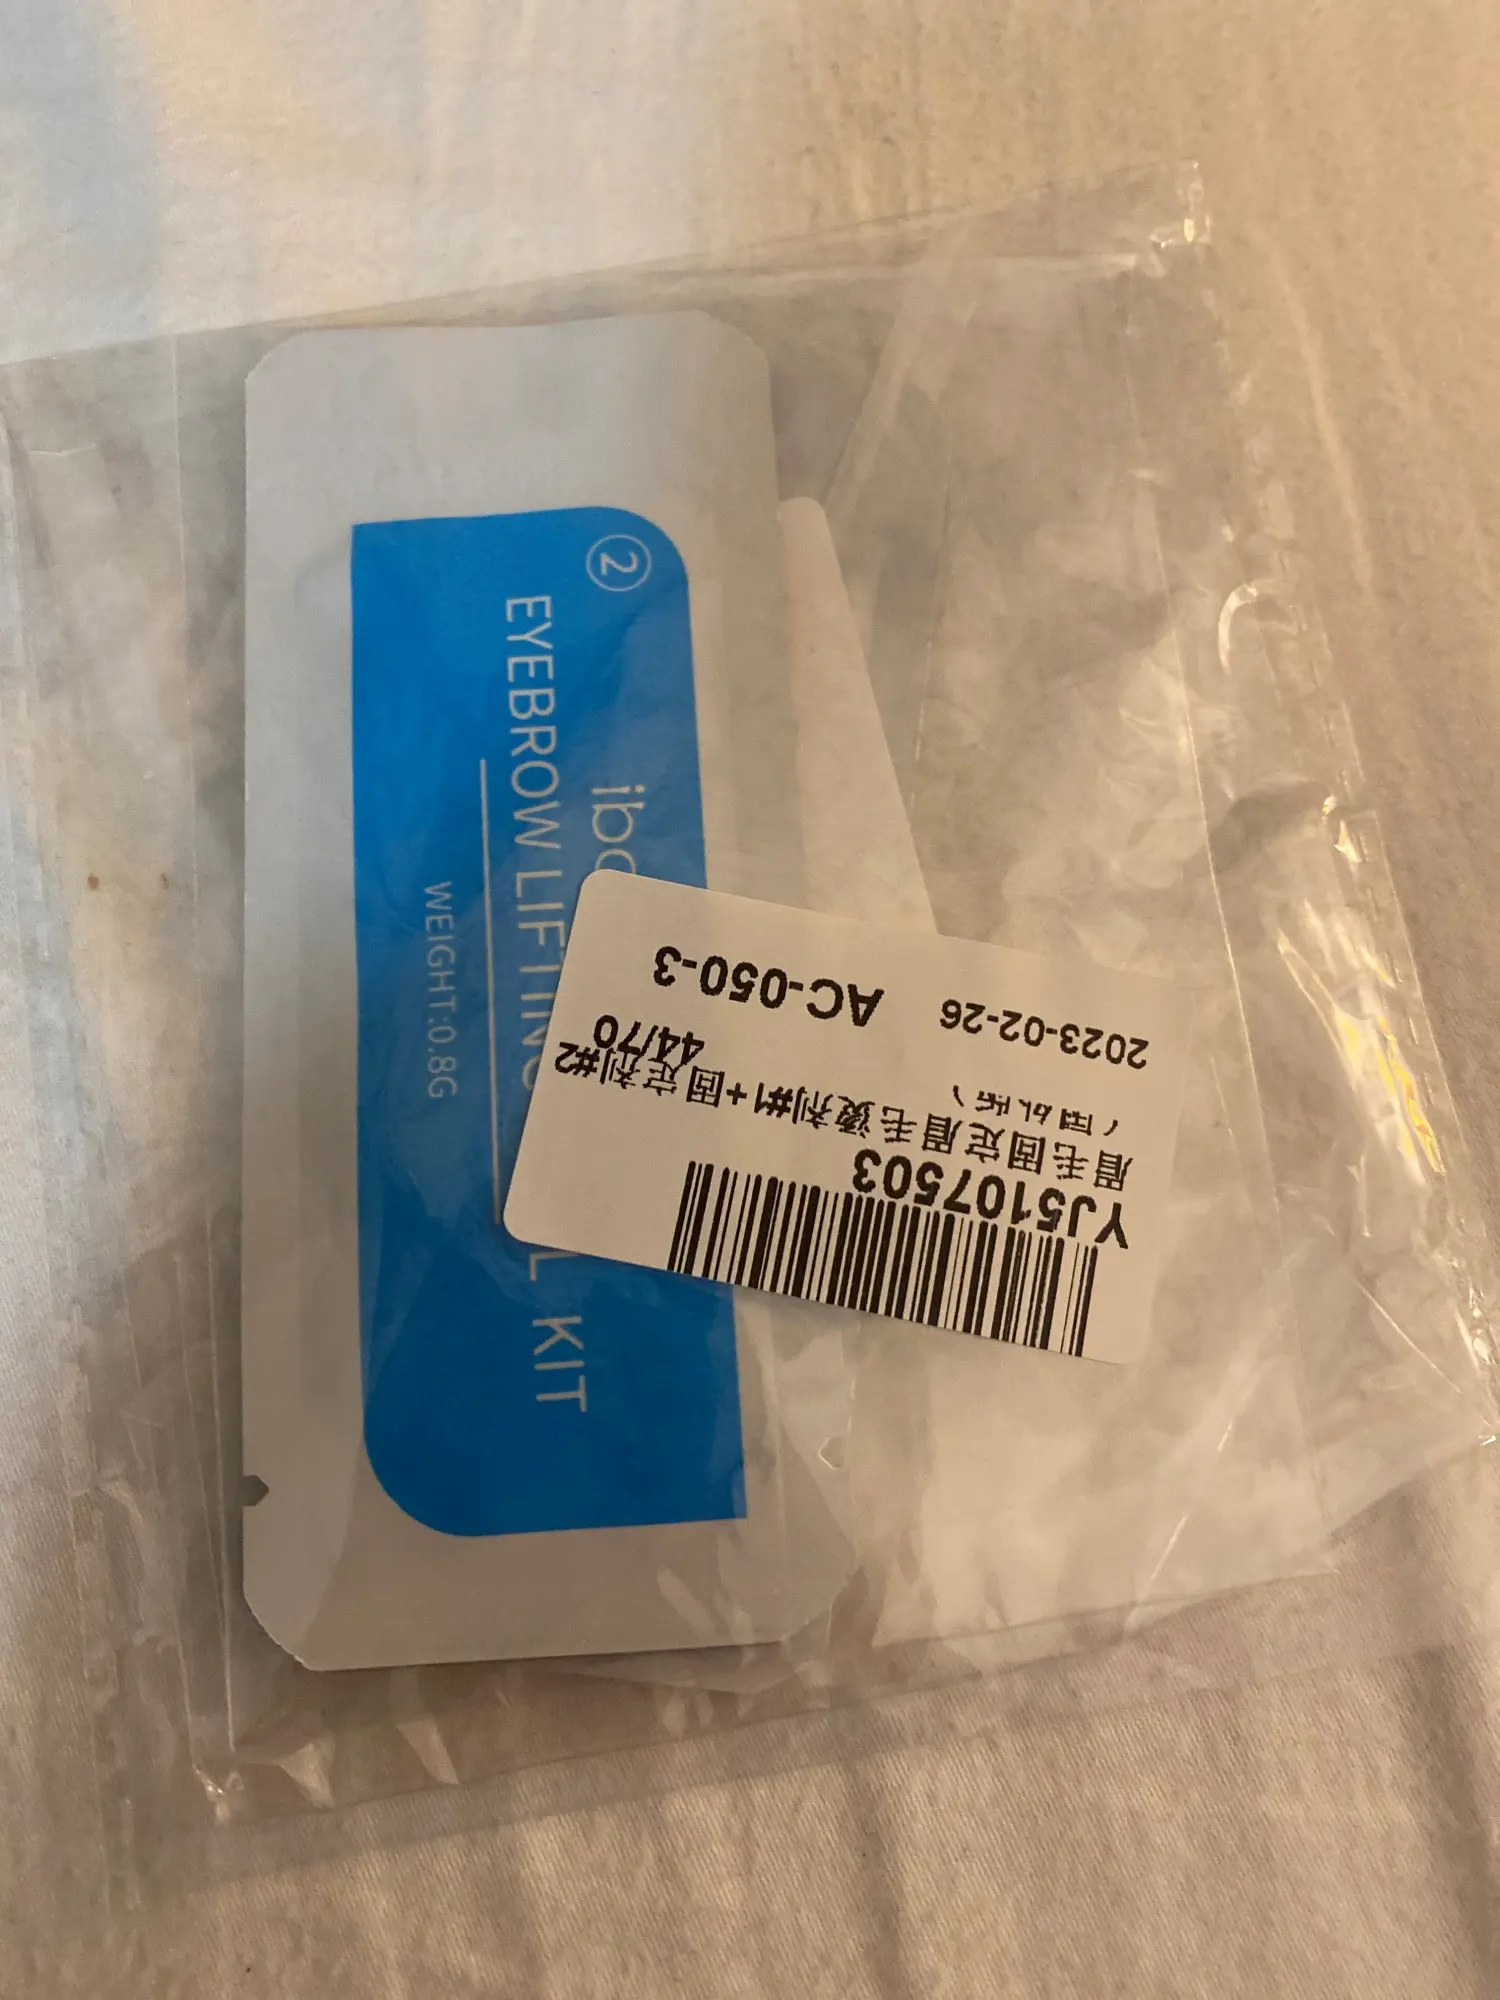 ②
ibc
EYEBROW LIFTING
L KIT
WEIGHT:0.8G
YJ5107503
眉毛固定眉毛烫剂#1+固定剂#2
44/70
2023-02-26 AC-050-3